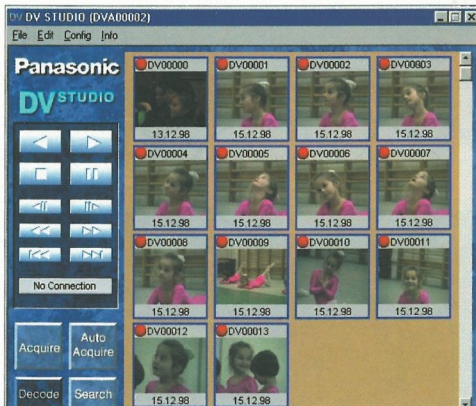 DV DV STUDIO (DVA00002)
File Edit Config Info
Panasonic
DV STUDIO
No Connection
Acquire
Auto Acquire
Decode
Search
DV00000 DV00001 DV00002 DV00003
13.12.98 15.12.98 15.12.98 15.12.98
DV00004 DV00005 DV00006 DV00007
15.12.98 15.12.98 15.12.98 15.12.98
DV00008 DV00009 DV00010 DV00011
15.12.98 15.12.98 15.12.98 15.12.98
DV00012 DV00013
15.12.98 15.12.98